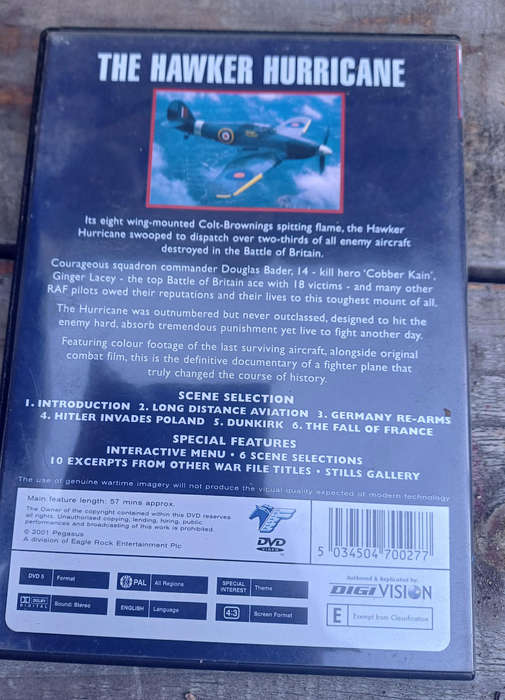 THE HAWKER HURRICANE
Its eight wing-mounted Colt-Brownings spitting flame, the Hawker
Hurricane swooped to dispatch over two-thirds of all enemy aircraft
destroyed in the Battle of Britain.
Courageous squadron commander Douglas Bader, 14 - kill hero 'Cobber Kain',
Ginger Lacey - the top Battle of Britain ace with 18 victims - and many other
RAF pilots owed their reputations and their lives to this toughest mount of all.
The Hurricane was outnumbered but never outclassed, designed to hit the
enemy hard, absorb tremendous punishment yet live to fight another day.
Featuring colour footage of the last surviving aircraft, alongside original
combat film, this is the definitive documentary of a fighter plane that
truly changed the course of history.
SCENE SELECTION
1. INTRODUCTION 2. LONG DISTANCE AVIATION 3. GERMANY RE-ARMS
4. HITLER INVADES POLAND 5. DUNKIRK 6. THE FALL OF FRANCE
SPECIAL FEATURES
INTERACTIVE MENU • 6 SCENE SELECTIONS
10 EXCERPTS FROM OTHER WAR FILE TITLES • STILLS GALLERY
The use of genuine wartime imagery will not produce the visual quality expected of modern technology
Main feature length: 57 mins approx.
The Owner of the copyright contained within this DVD reserves
all rights. Unauthorised copying, lending, hiring, public
performances and broadcasting of this work is prohibited.
© 2001 Pegasus
A division of Eagle Rock Entertainment Plc
DVD
VIDEO
5 034504 700277
DVD 5 Format
PAL All Regions
SPECIAL INTEREST Theme
DOLBY DIGITAL Sound: Stereo
ENGLISH Language
4:3 Screen Format
Authored & Replicated by
DIGIVISION
E Exempt from Classification